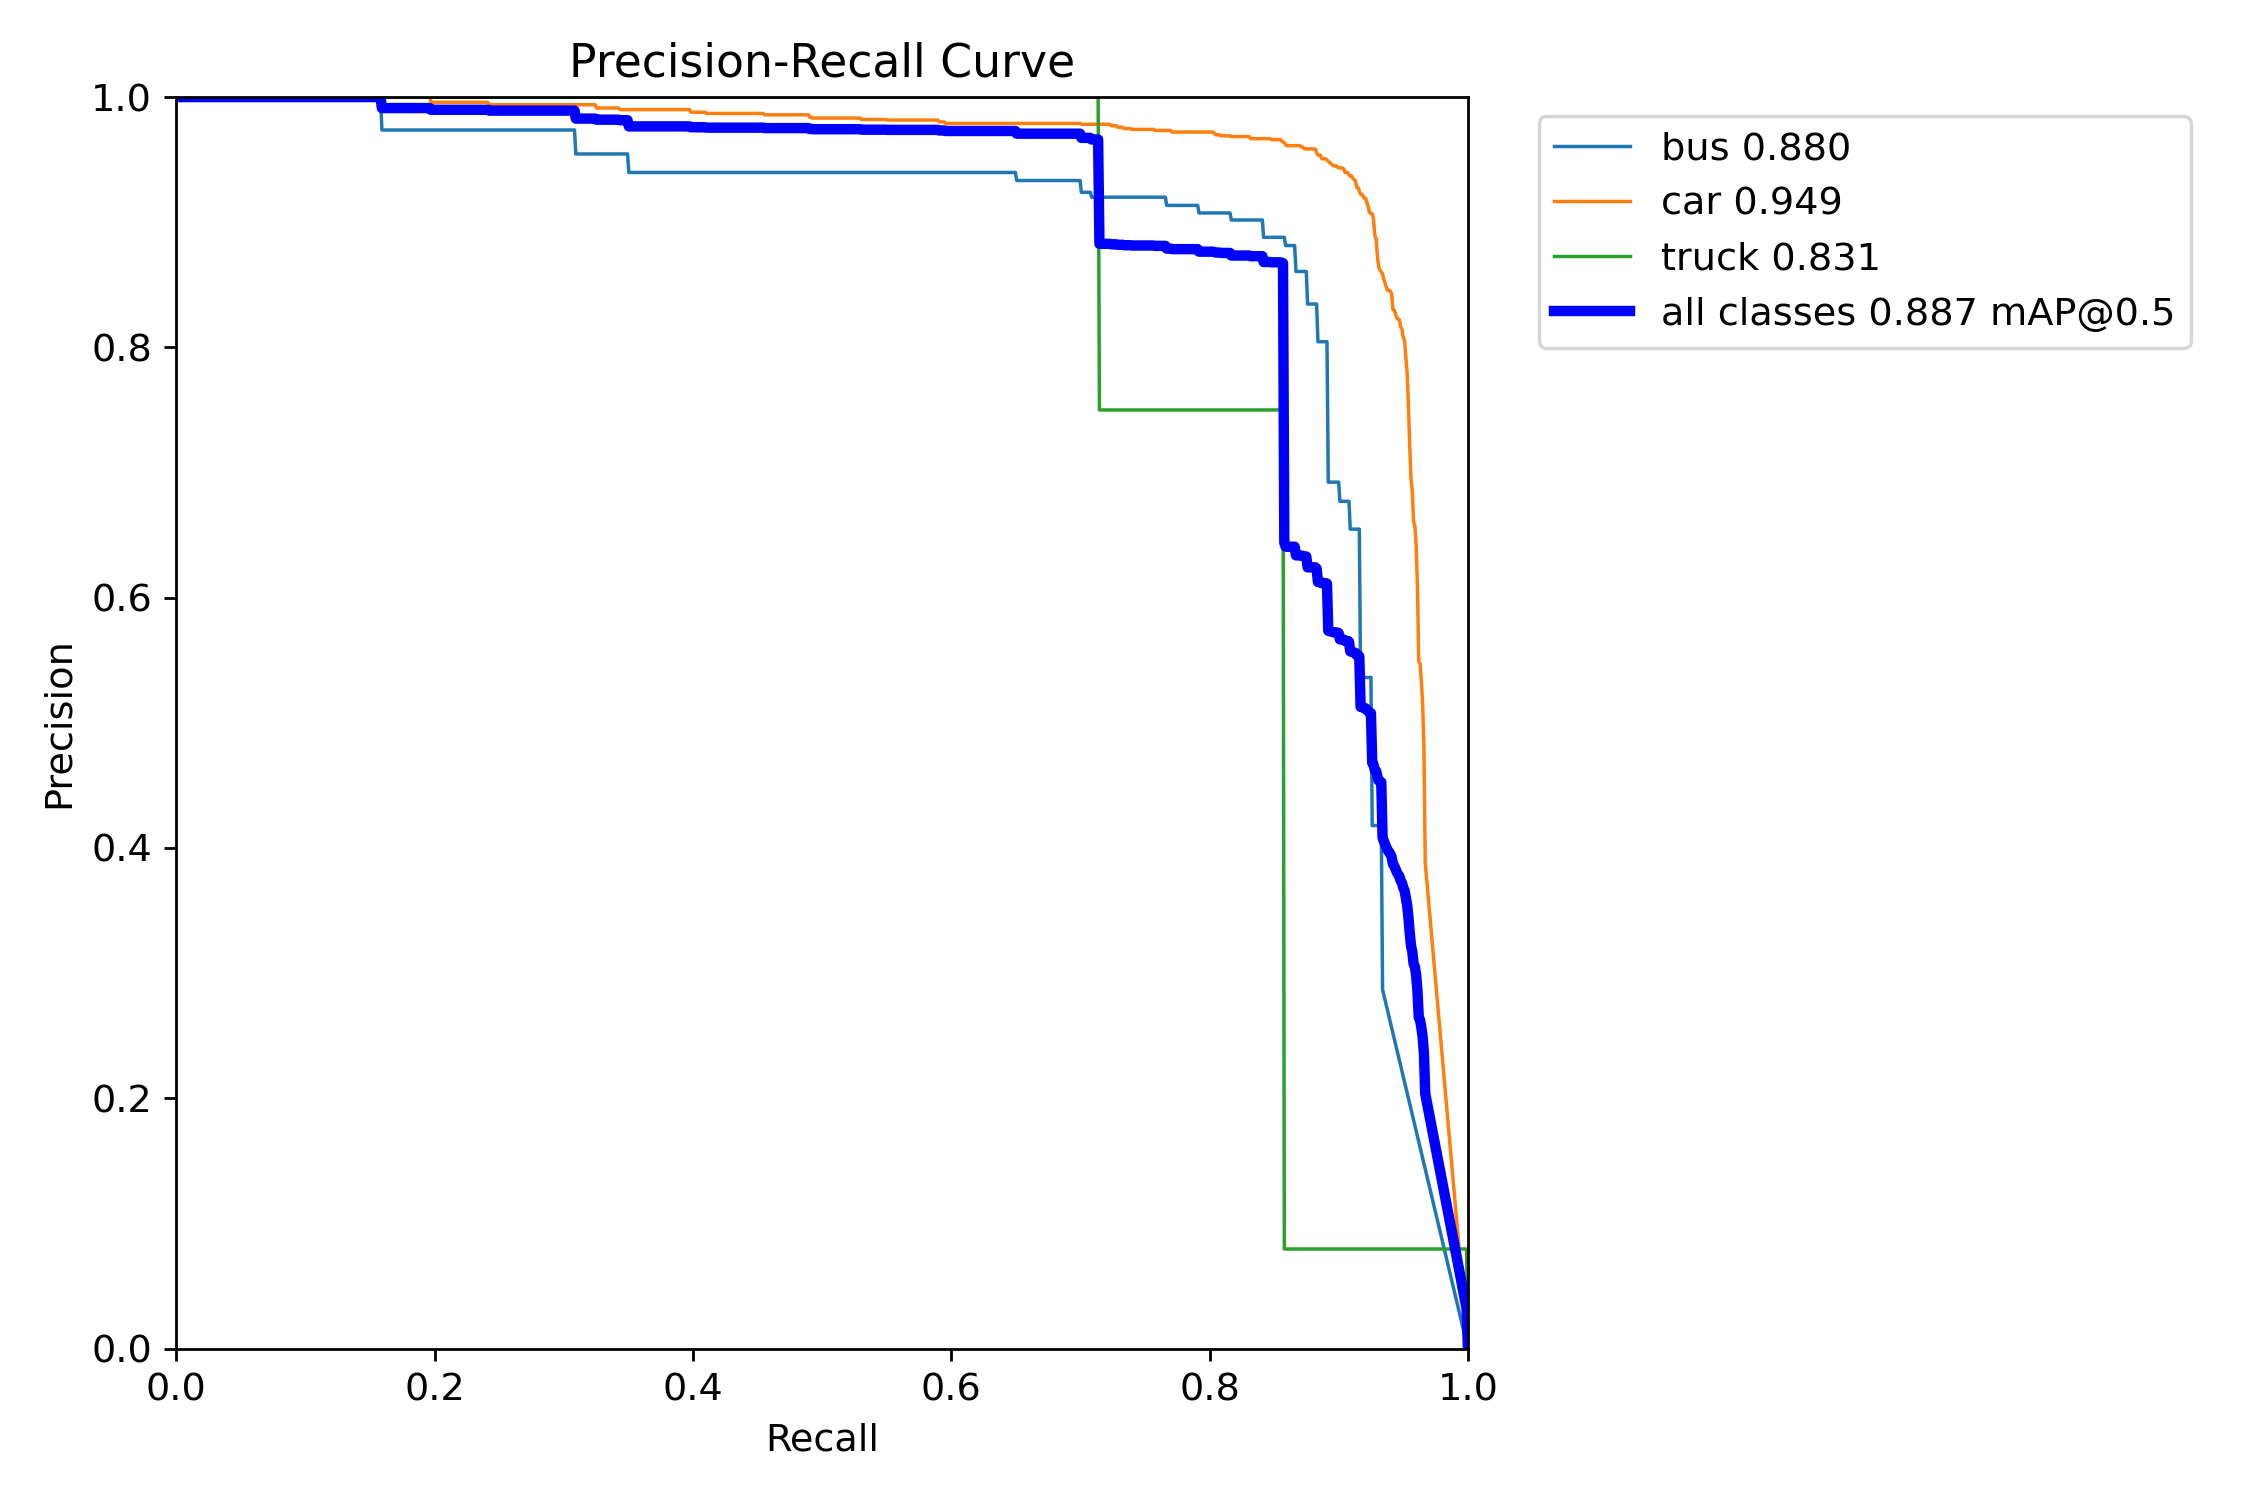 Precision-Recall Curve
1.0
0.8
0.6
0.4
0.2
0.0
Precision
0.0 0.2 0.4 0.6 0.8 1.0
Recall
bus 0.880
car 0.949
truck 0.831
all classes 0.887 mAP@0.5